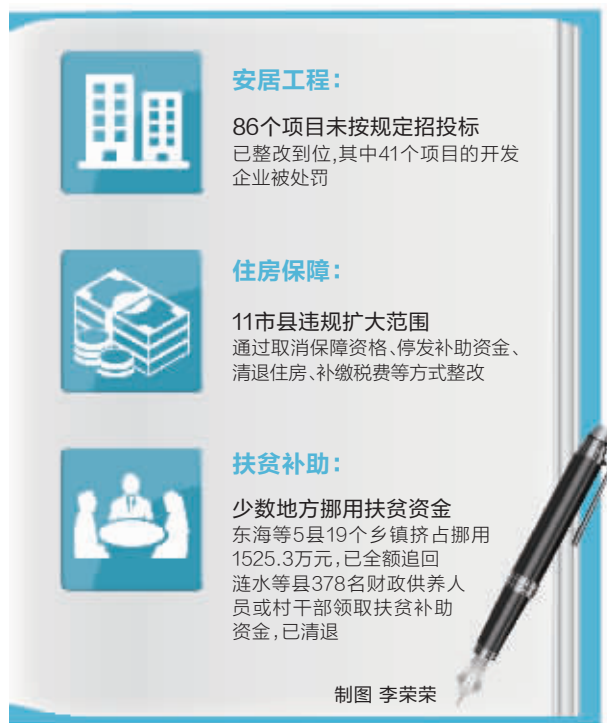 安居工程：
86个项目未按规定招投标
已整改到位,其中41个项目的开发
企业被处罚
住房保障：
11市县违规扩大范围
通过取消保障资格、停发补助资金、
清退住房、补缴税费等方式整改
扶贫补助：
少数地方挪用扶贫资金
东海等5县19个乡镇挤占挪用
1525.3万元,已全额追回
涟水等县378名财政供养人
员或村干部领取扶贫补助
资金,已清退
制图 李荣荣